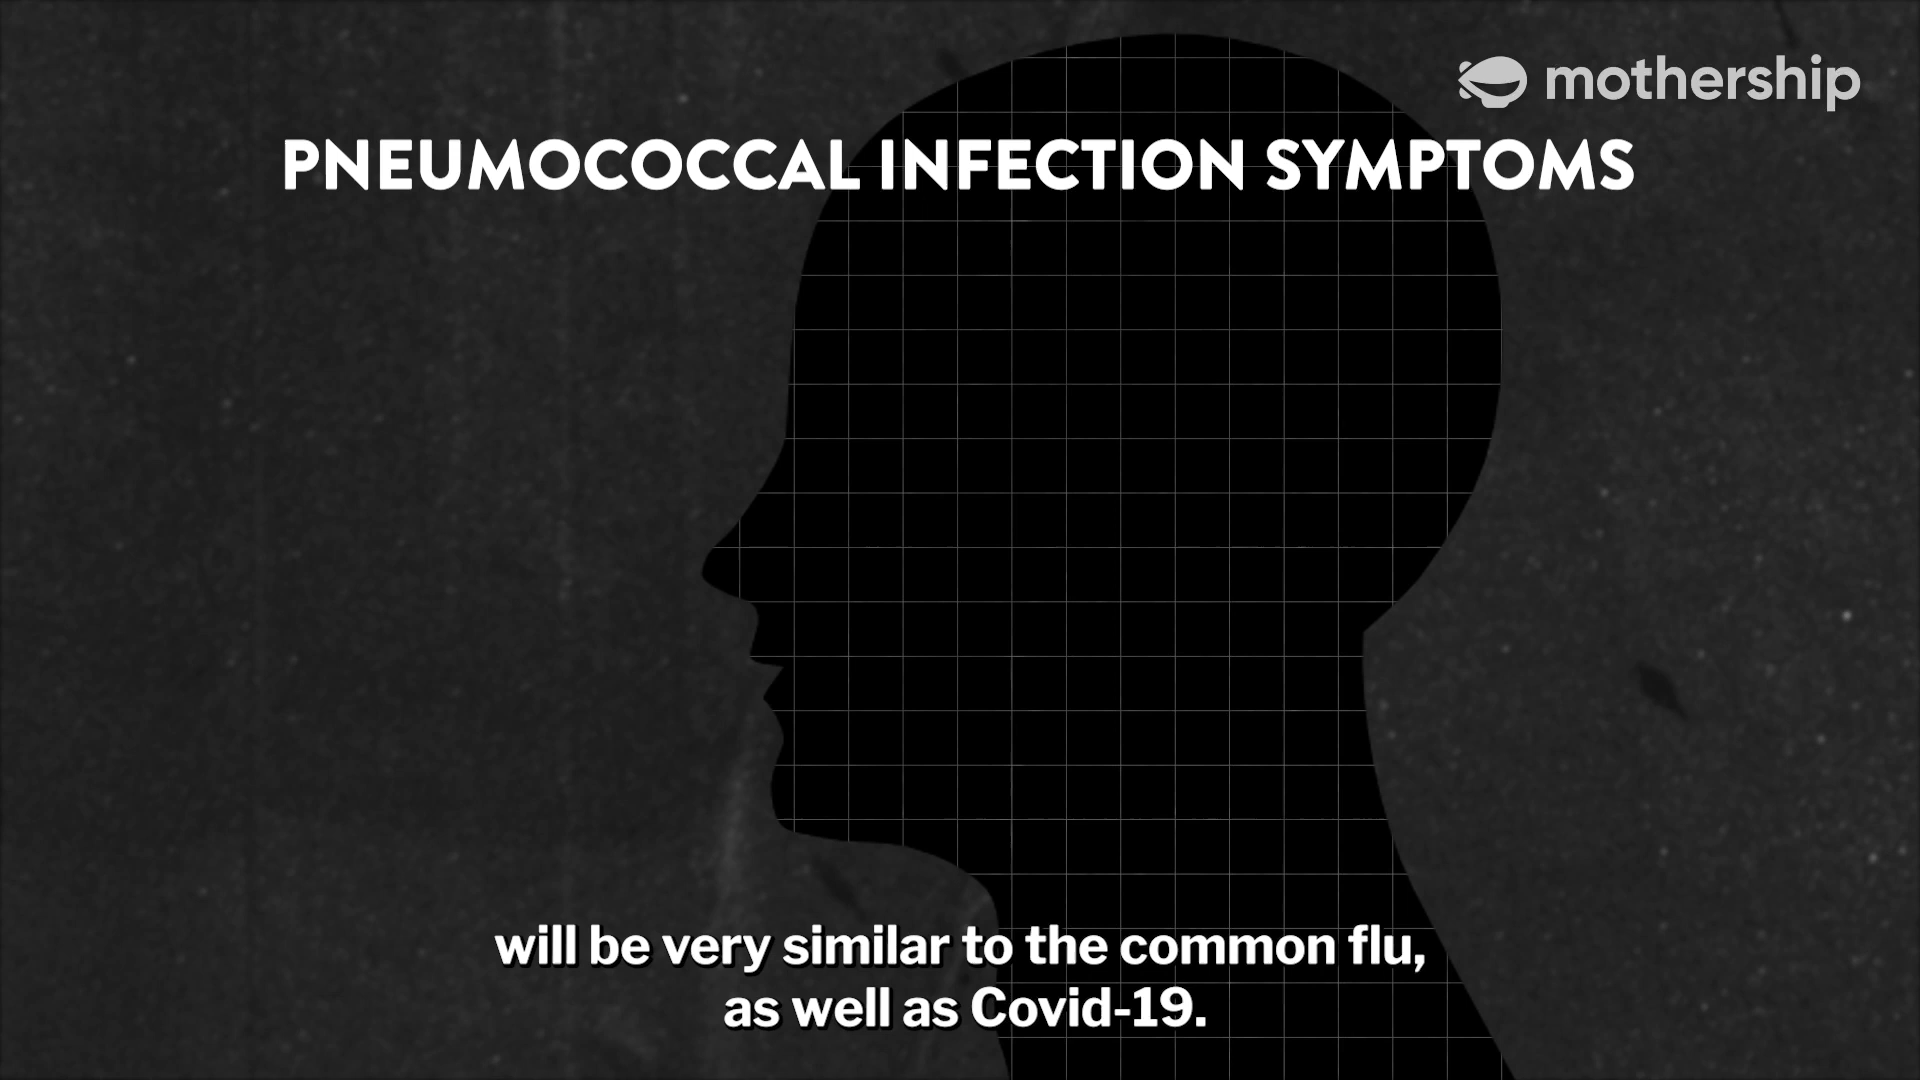 mothership
PNEUMOCOCCAL INFECTION SYMPTOMS
will be very similar to the common flu,
as well as Covid-19.